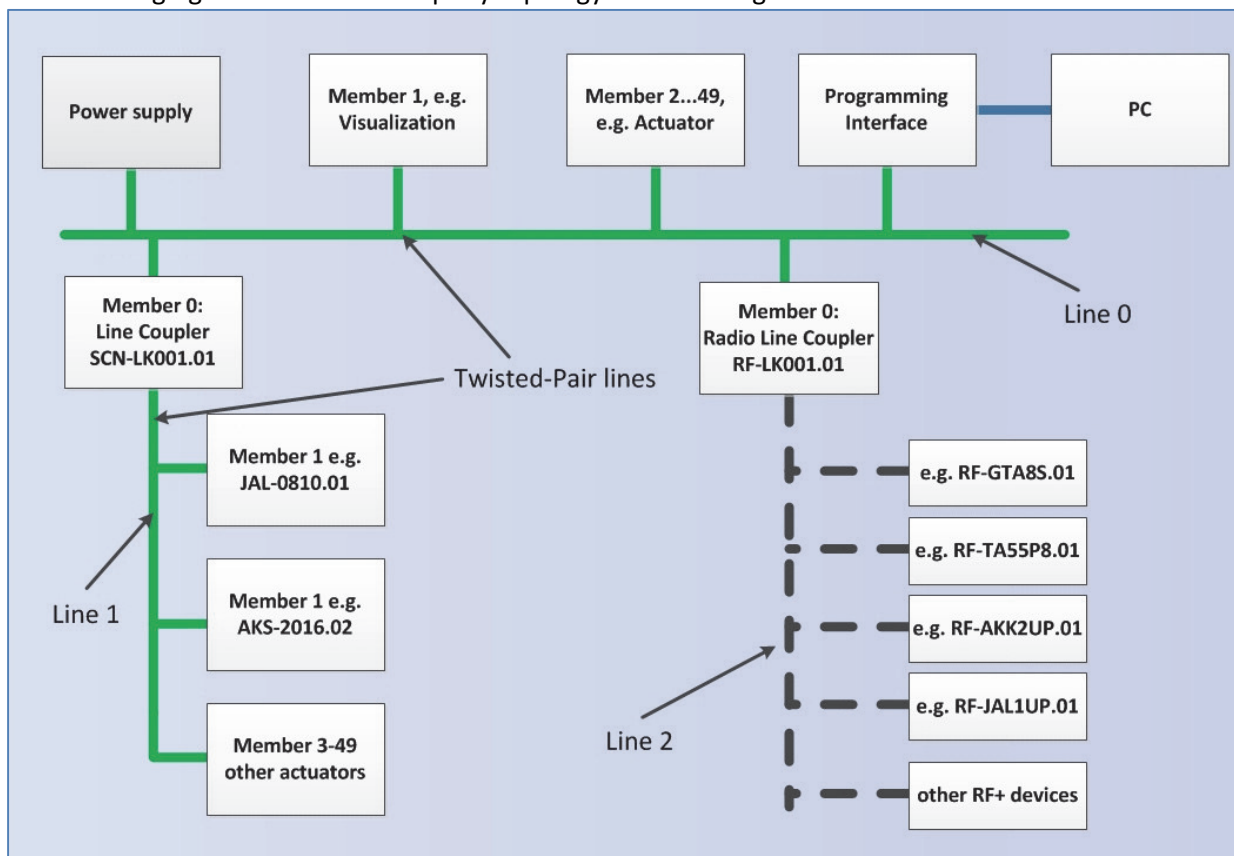 Power supply
Member 1, e.g.
Visualization
Member 2...49,
e.g. Actuator
Programming
Interface
PC
Member 0:
Line Coupler
SCN-LK001.01
Member 0:
Radio Line Coupler
RF-LK001.01
Line 0
Twisted-Pair lines
Member 1 e.g.
JAL-0810.01
e.g. RF-GTA8S.01
e.g. RF-TA55P8.01
Line 1
Member 1 e.g.
AKS-2016.02
e.g. RF-AKK2UP.01
e.g. RF-JAL1UP.01
Line 2
Member 3-49
other actuators
other RF+ devices